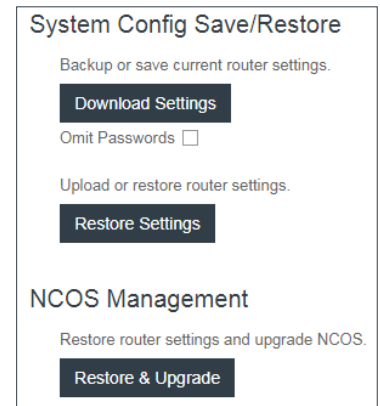 System Config Save/Restore
Backup or save current router settings.
Download Settings
Omit Passwords
Upload or restore router settings.
Restore Settings
NCOS Management
Restore router settings and upgrade NCOS.
Restore & Upgrade